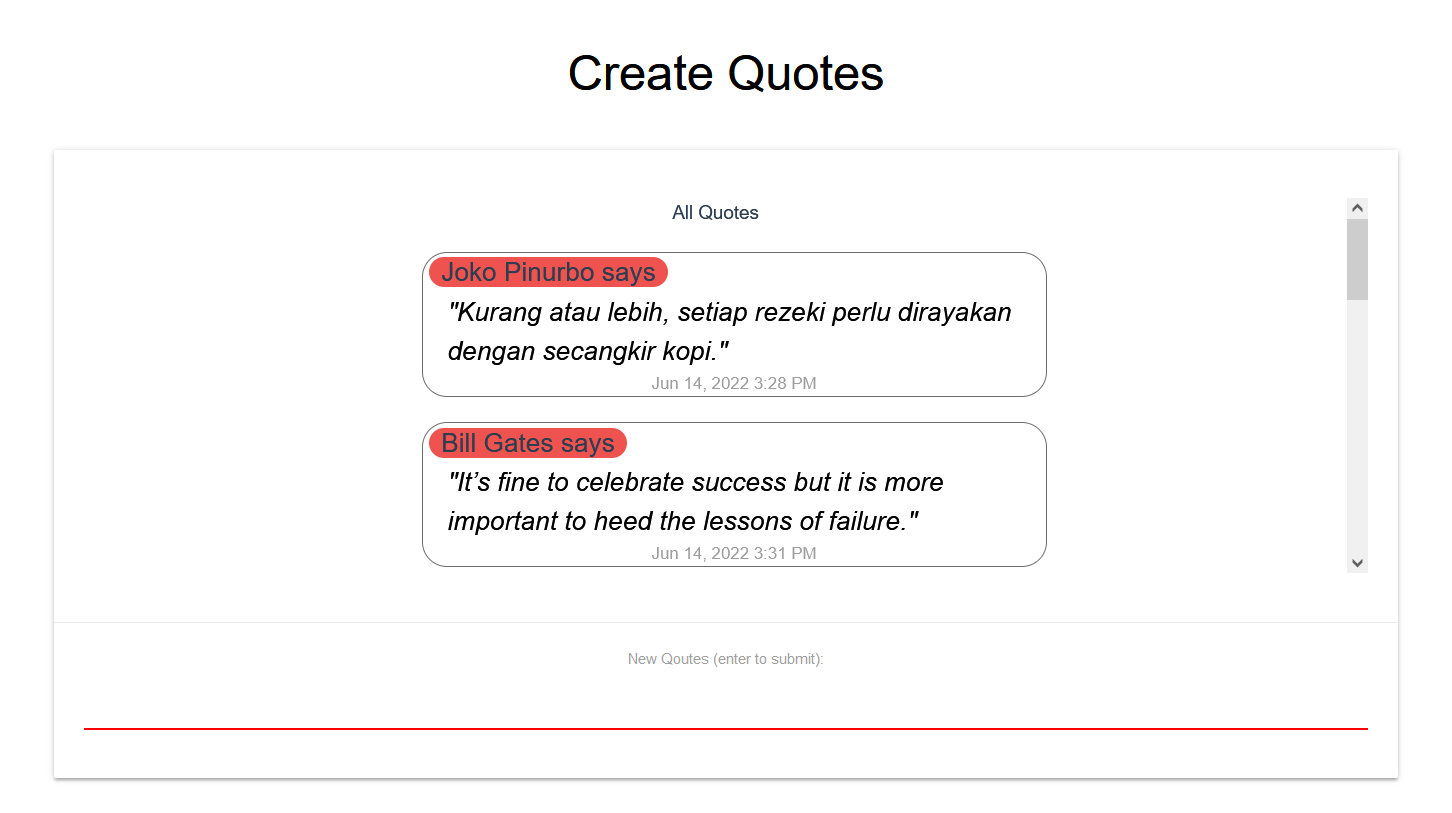 Create Quotes
All Quotes
Joko Pinurbo says
"Kurang atau lebih, setiap rezeki perlu dirayakan
dengan secangkir kopi."
Jun 14, 2022 3:28 PM
Bill Gates says
"It’s fine to celebrate success but it is more
important to heed the lessons of failure."
Jun 14, 2022 3:31 PM
New Qoutes (enter to submit):